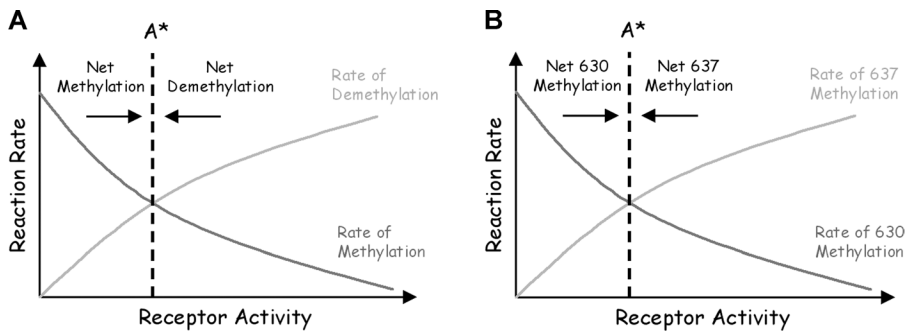 A
A*
Net
Methylation
Net
Demethylation
Rate of
Demethylation
Reaction Rate
Rate of
Methylation
Receptor Activity
B
A*
Net 630
Methylation
Net 637
Methylation
Rate of 637
Methylation
Reaction Rate
Rate of 630
Methylation
Receptor Activity